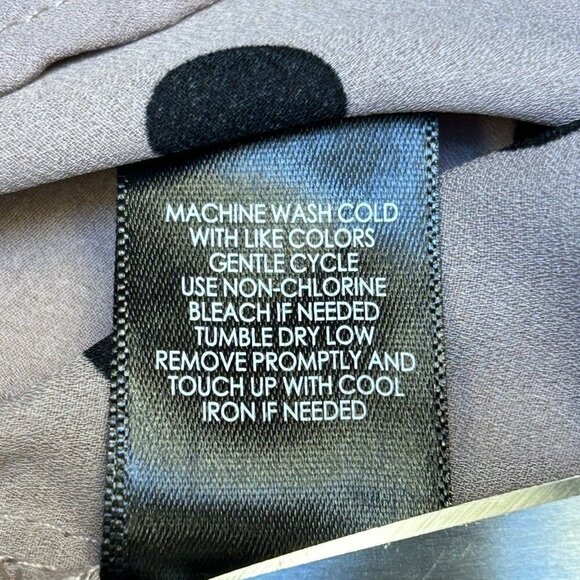 MACHINE WASH COLD
WITH LIKE COLORS
GENTLE CYCLE
USE NON-CHLORINE
BLEACH IF NEEDED
TUMBLE DRY LOW
REMOVE PROMPTLY AND
TOUCH UP WITH COOL
IRON IF NEEDED